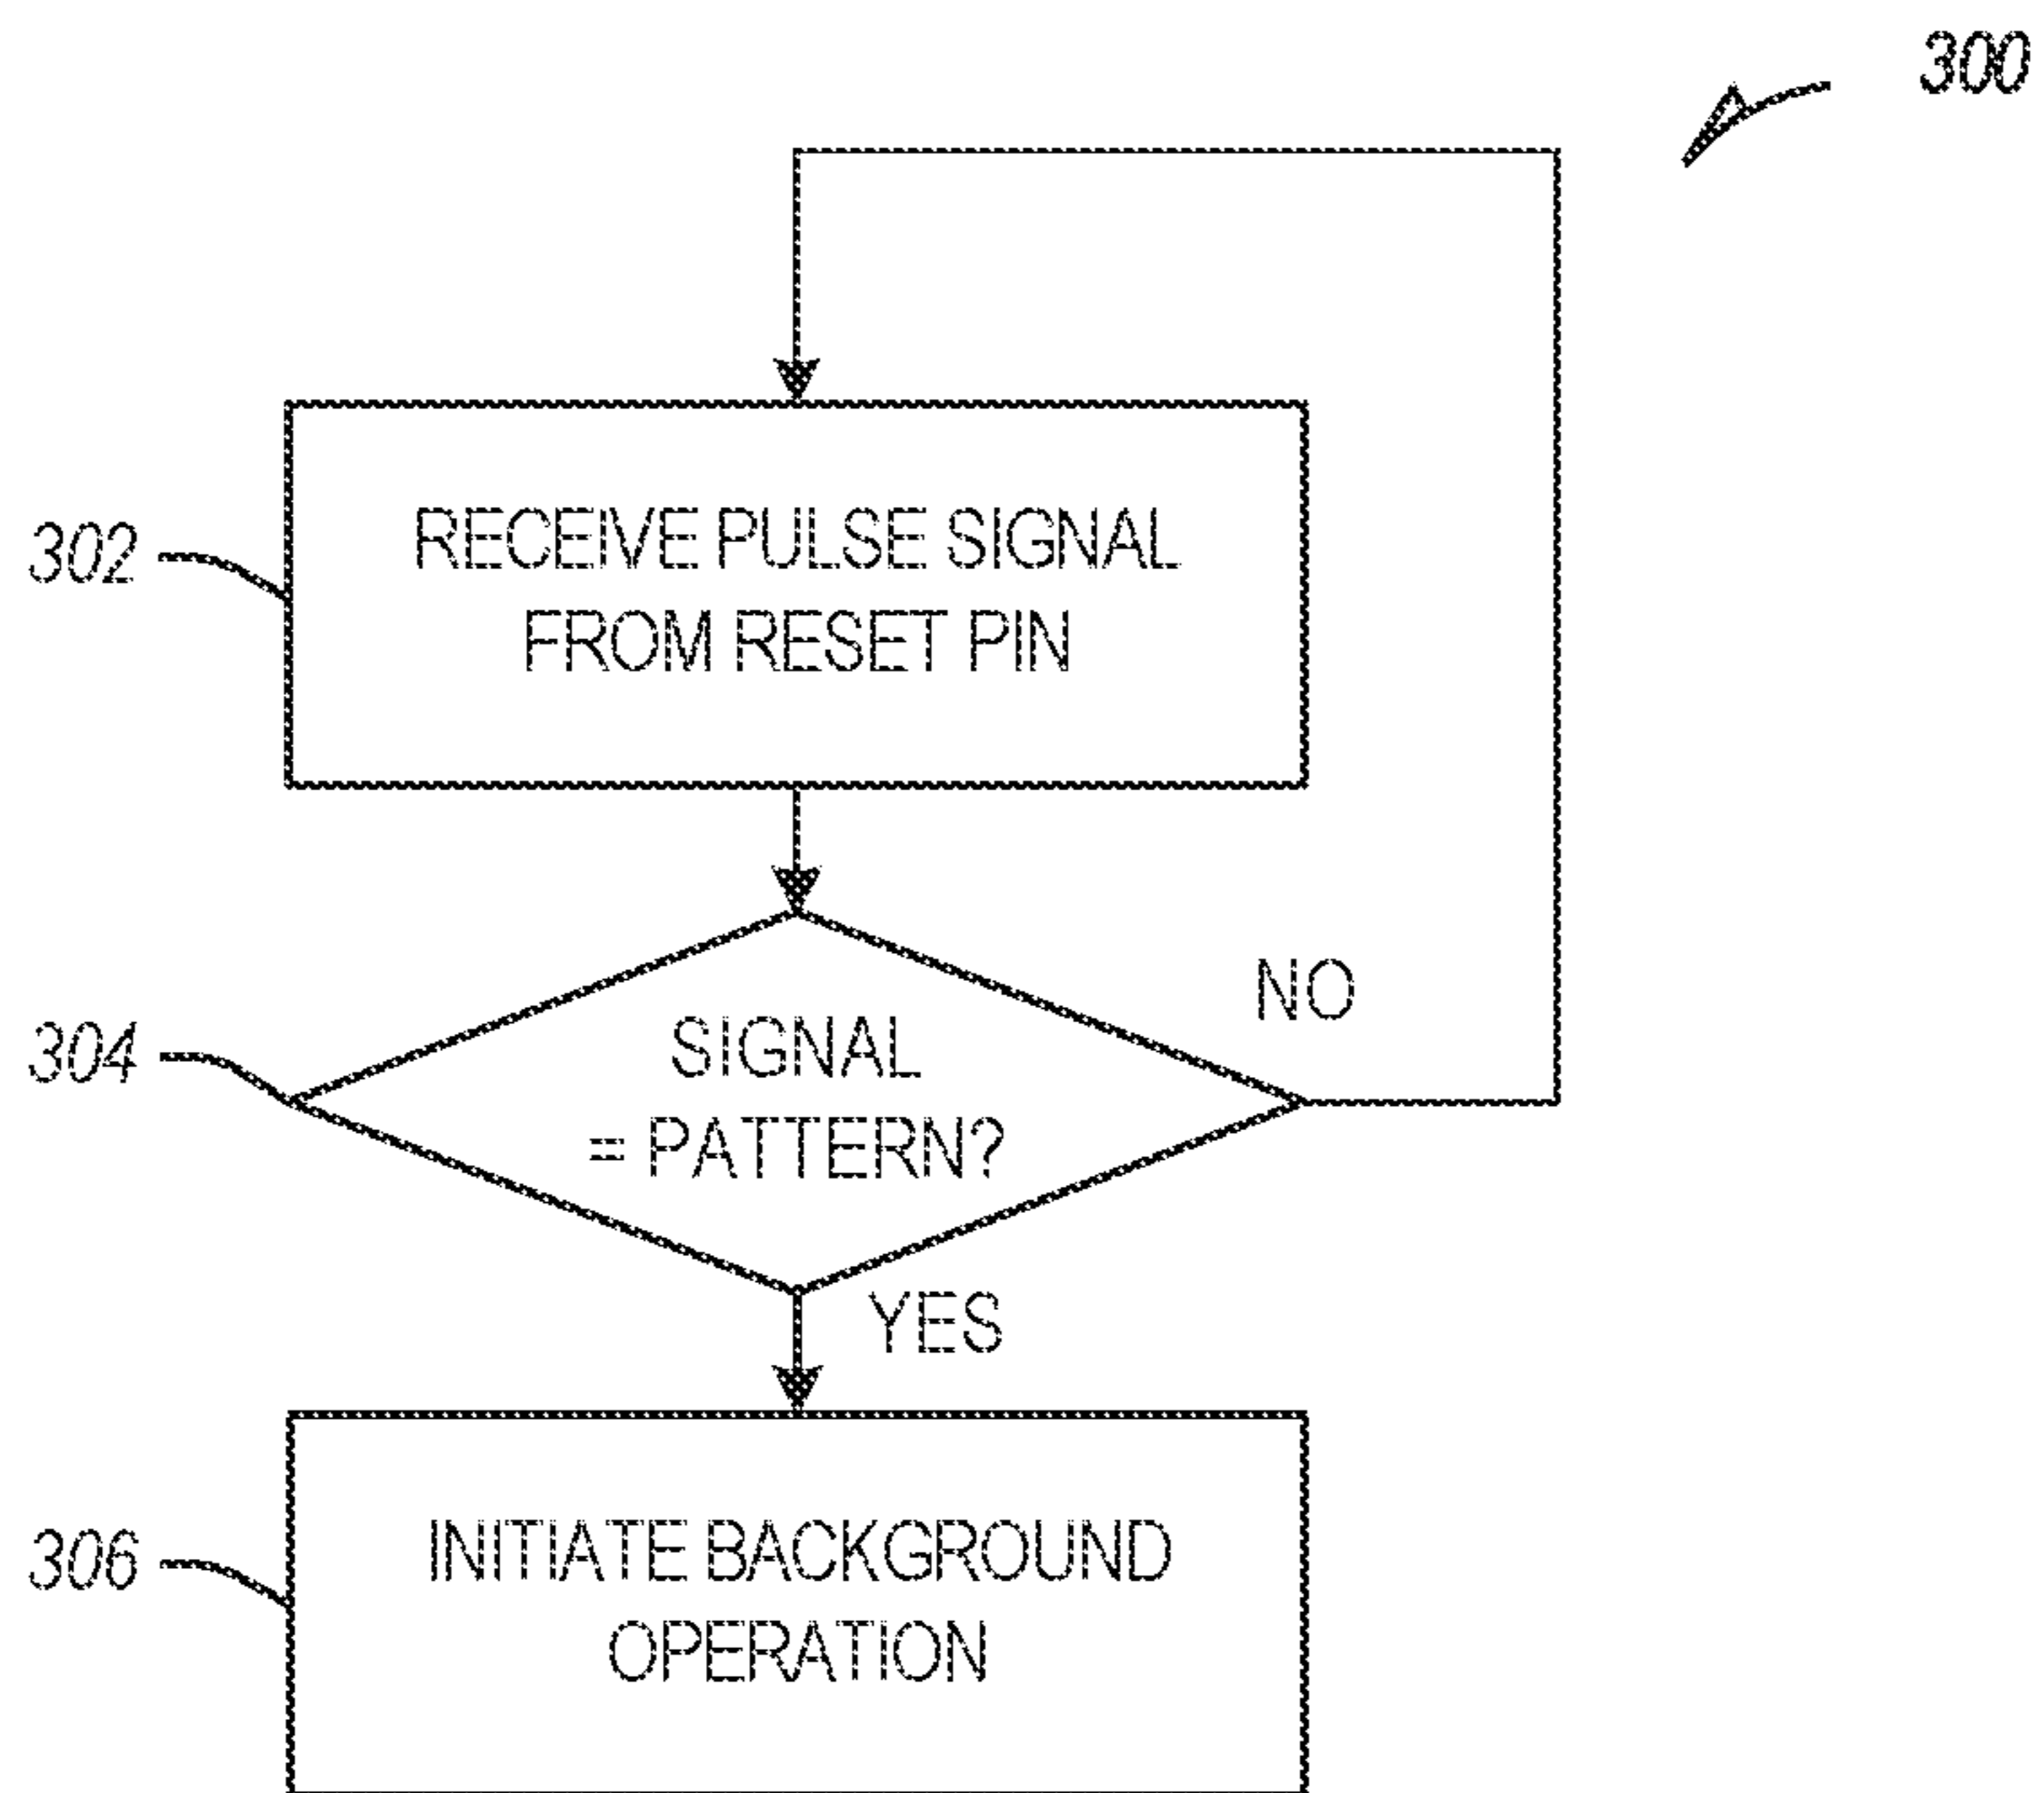 300
302
RECEIVE PULSE SIGNAL
FROM RESET PIN
304
SIGNAL
= PATTERN?
NO
YES
306
INITIATE BACKGROUND
OPERATION